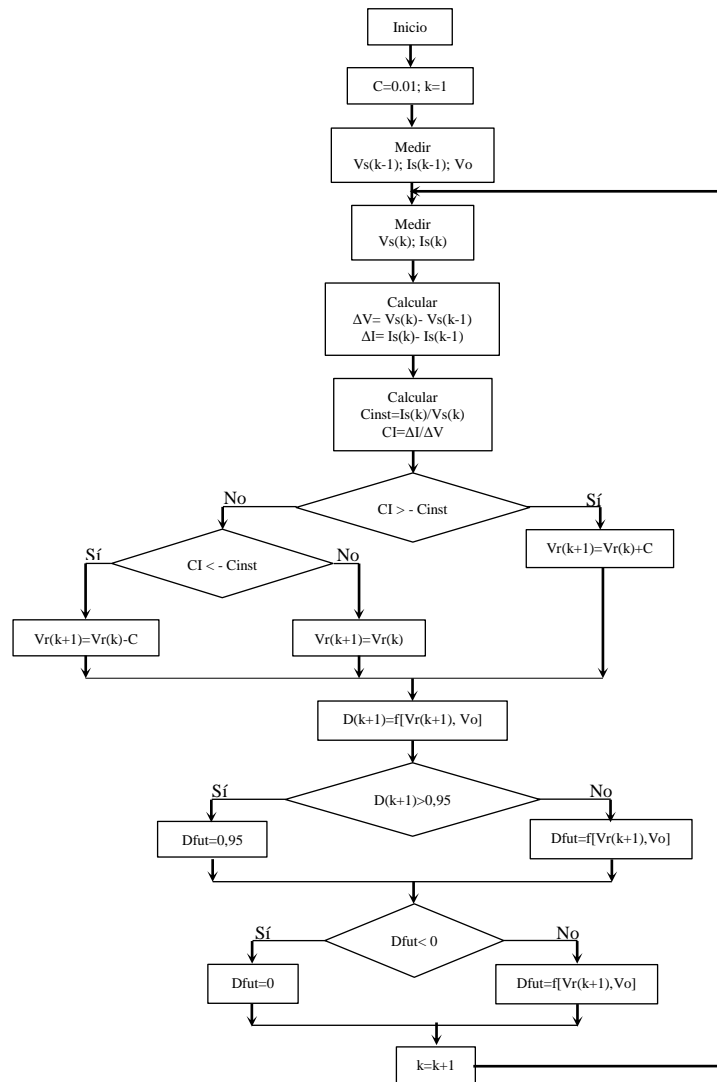 Inicio
C=0.01; k=1
Medir
Vs(k-1); Is(k-1); Vo
Medir
Vs(k); Is(k)
Calcular
ΔV= Vs(k)- Vs(k-1)
ΔI= Is(k)- Is(k-1)
Calcular
Cinst=Is(k)/Vs(k)
CI=ΔI/ΔV
No
CI > - Cinst
Sí
Vr(k+1)=Vr(k)+C
Sí
CI < - Cinst
No
Vr(k+1)=Vr(k)-C
Vr(k+1)=Vr(k)
D(k+1)=f[Vr(k+1), Vo]
Sí
D(k+1)>0,95
No
Dfut=0,95
Dfut=f[Vr(k+1),Vo]
Sí
Dfut< 0
No
Dfut=0
Dfut=f[Vr(k+1),Vo]
k=k+1